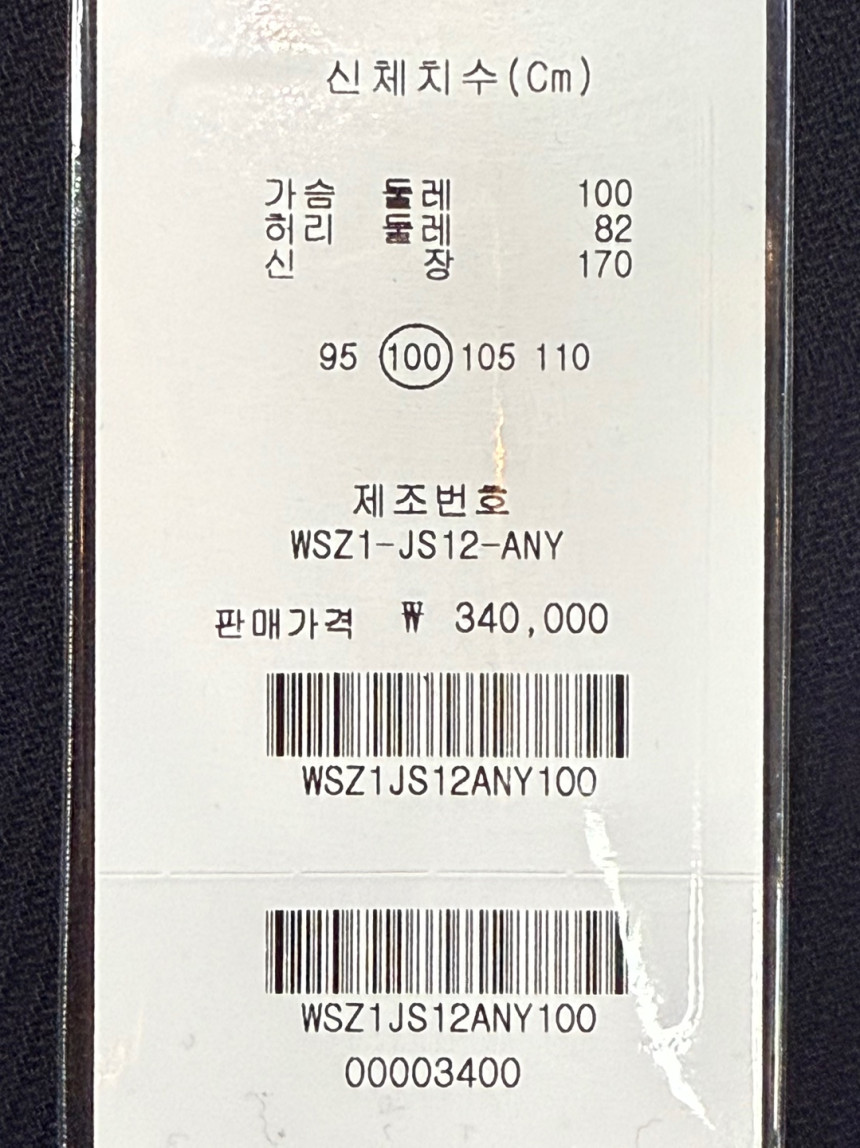 신체치수(Cm)
가슴 둘레 100
허리 둘레 82
신 장 170
95 100 105 110
제조번호
WSZ1-JS12-ANY
판매가격 ₩ 340,000
WSZ1JS12ANY100
WSZ1JS12ANY100
00003400